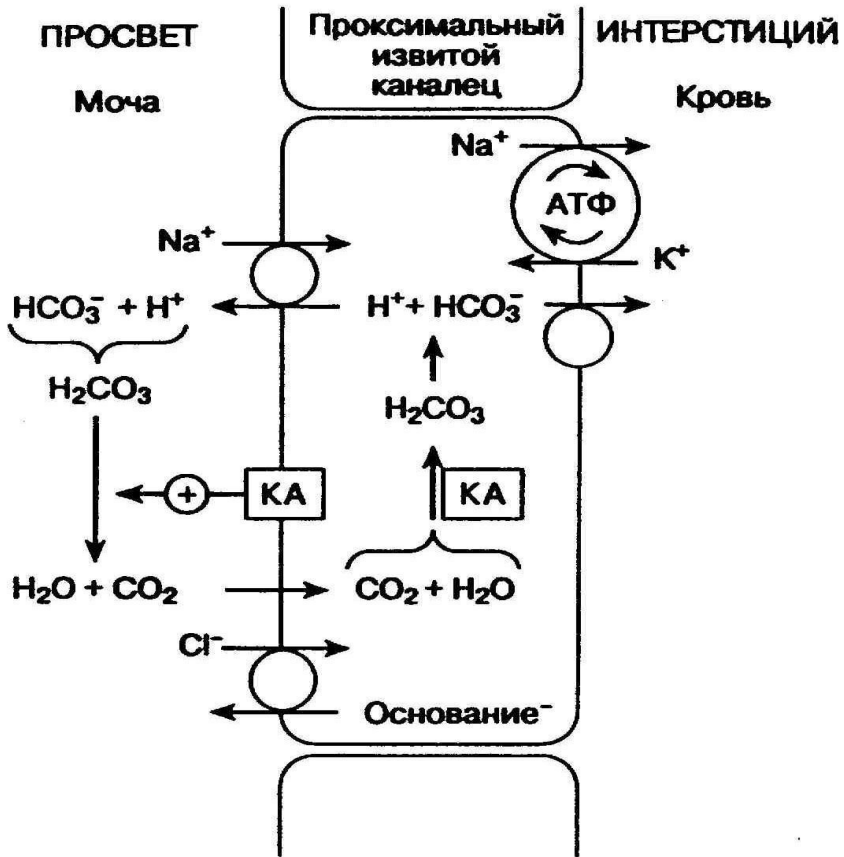 ПРОСВЕТ
Моча
Проксимальный
извитой
каналец
ИНТЕРСТИЦИЙ
Кровь
Na⁺
АТФ
K⁺
Na⁺
HCO₃⁻ + H⁺
H⁺ + HCO₃⁻
H₂CO₃
H₂CO₃
+
КА
КА
H₂O + CO₂
CO₂ + H₂O
Cl⁻
Основание⁻